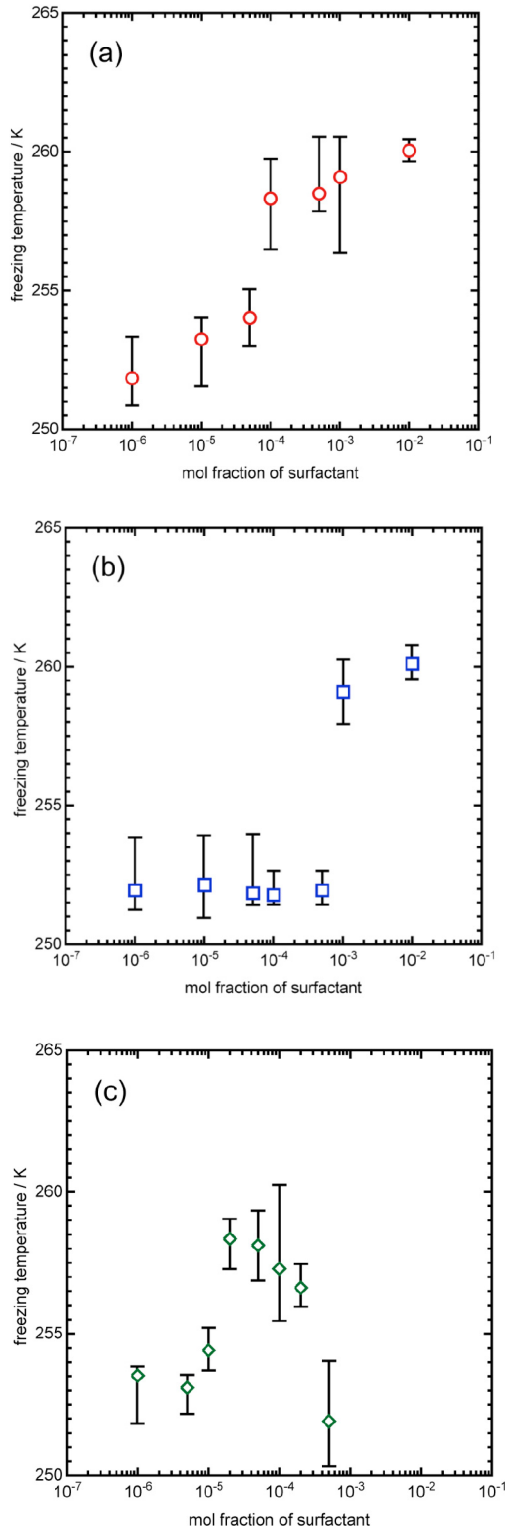 (a)
265
260
255
250
freezing temperature / K
10-7 10-6 10-5 10-4 10-3 10-2 10-1
mol fraction of surfactant
(b)
265
260
255
250
freezing temperature / K
10-7 10-6 10-5 10-4 10-3 10-2 10-1
mol fraction of surfactant
(c)
265
260
255
250
freezing temperature / K
10-7 10-6 10-5 10-4 10-3 10-2 10-1
mol fraction of surfactant